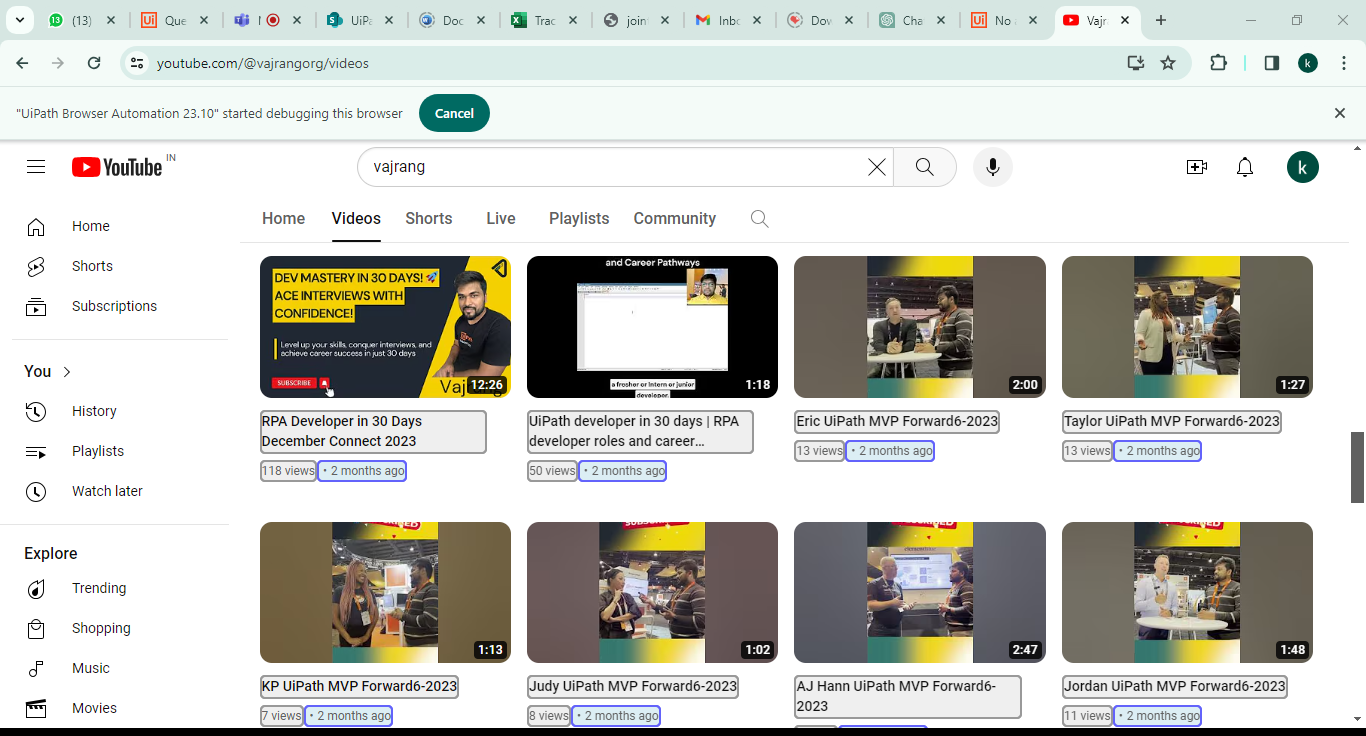 (13)
Que
UiPa
Doc
Trac
join
Inbo
Dov
Cha
No
Vajr
youtube.com/@vajrangorg/videos
k
"UiPath Browser Automation 23.10" started debugging this browser
Cancel
YouTube IN
vajrang
k
Home
Shorts
Subscriptions
You
History
Playlists
Watch later
Explore
Trending
Shopping
Music
Movies
Home Videos Shorts Live Playlists Community
DEV MASTERY IN 30 DAYS! 🚀
ACE INTERVIEWS WITH
CONFIDENCE!
Level up your skills, conquer interviews, and
achieve career success in just 30 days
SUBSCRIBE
Vaj
12:26
RPA Developer in 30 Days
December Connect 2023
118 views • 2 months ago
and Career Pathways
a fresher or Intern or junior
developer.
1:18
UiPath developer in 30 days | RPA
developer roles and career...
50 views • 2 months ago
2:00
Eric UiPath MVP Forward6-2023
13 views • 2 months ago
1:27
Taylor UiPath MVP Forward6-2023
13 views • 2 months ago
1:13
KP UiPath MVP Forward6-2023
7 views • 2 months ago
1:02
Judy UiPath MVP Forward6-2023
8 views • 2 months ago
2:47
AJ Hann UiPath MVP Forward6-
2023
1:48
Jordan UiPath MVP Forward6-2023
11 views • 2 months ago